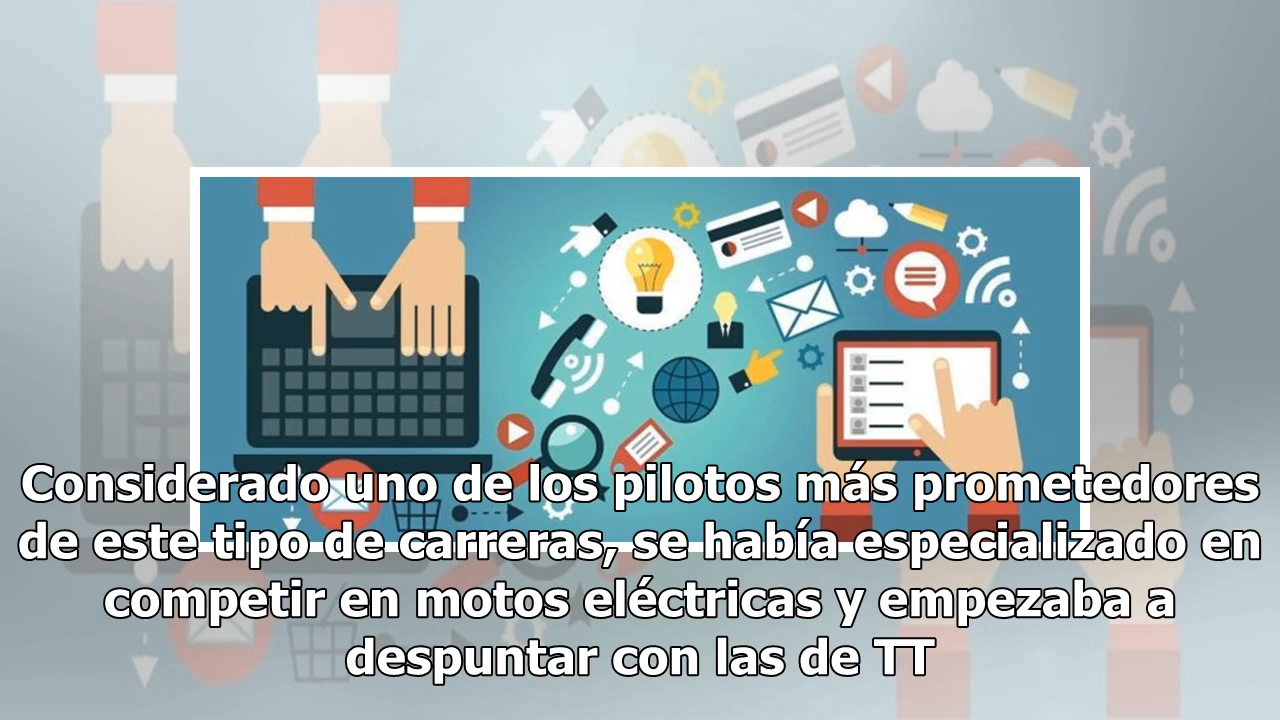 Considerado uno de los pilotos más prometedores
de este tipo de carreras, se había especializado en
competir en motos eléctricas y empezaba a
despuntar con las de TT